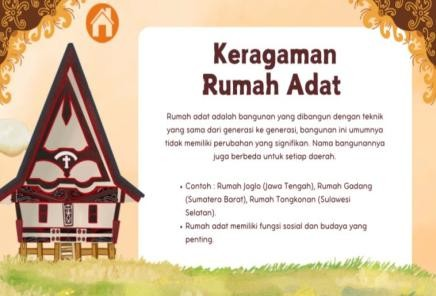 Keragaman
Rumah Adat
Rumah adat adalah bangunan yang dibangun dengan teknik
yang sama dari generasi ke generasi, bangunan ini umumnya
tidak memiliki perubahan yang signifikan. Nama bangunannya
juga berbeda untuk setiap daerah.
• Contoh : Rumah Joglo (Jawa Tengah), Rumah Gadang
(Sumatera Barat), Rumah Tongkonan (Sulawesi
Selatan).
• Rumah adat memiliki fungsi sosial dan budaya yang
penting.